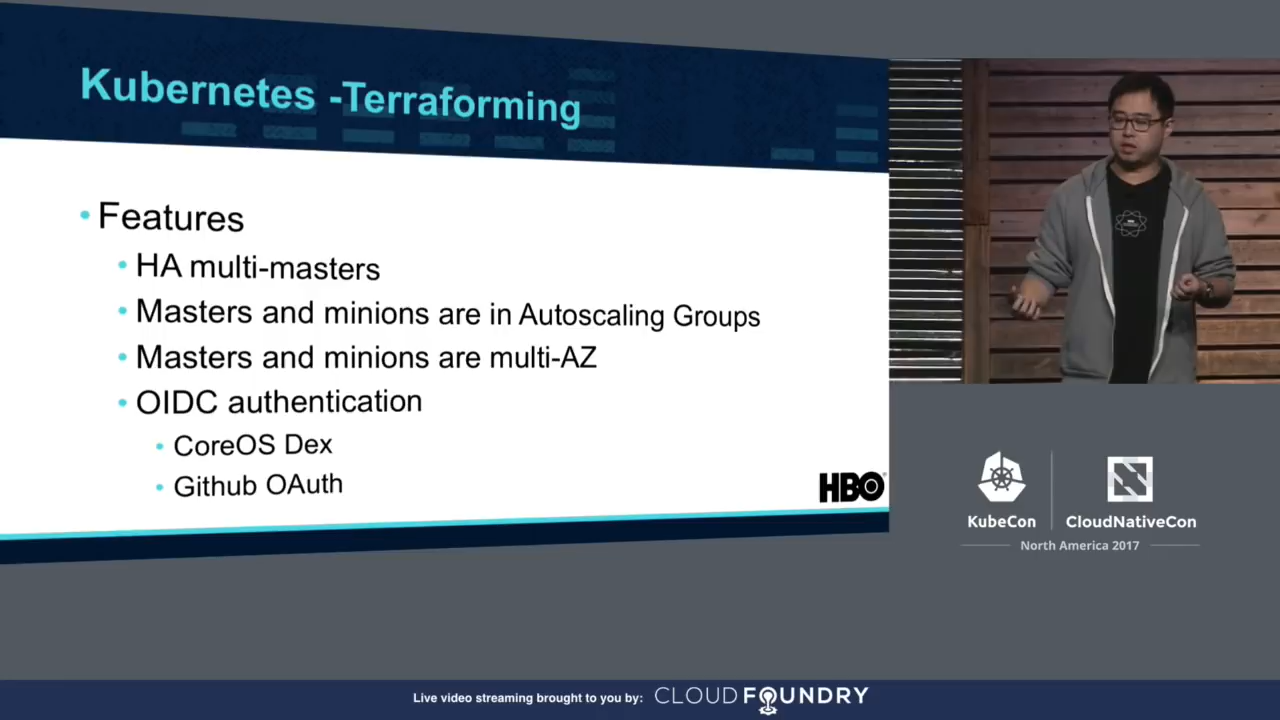 Kubernetes -Terraforming
• Features
• HA multi-masters
• Masters and minions are in Autoscaling Groups
• Masters and minions are multi-AZ
• OIDC authentication
• CoreOS Dex
• Github OAuth
HBO
KubeCon
CloudNativeCon
North America 2017
Live video streaming brought to you by: CLOUD FOUNDRY